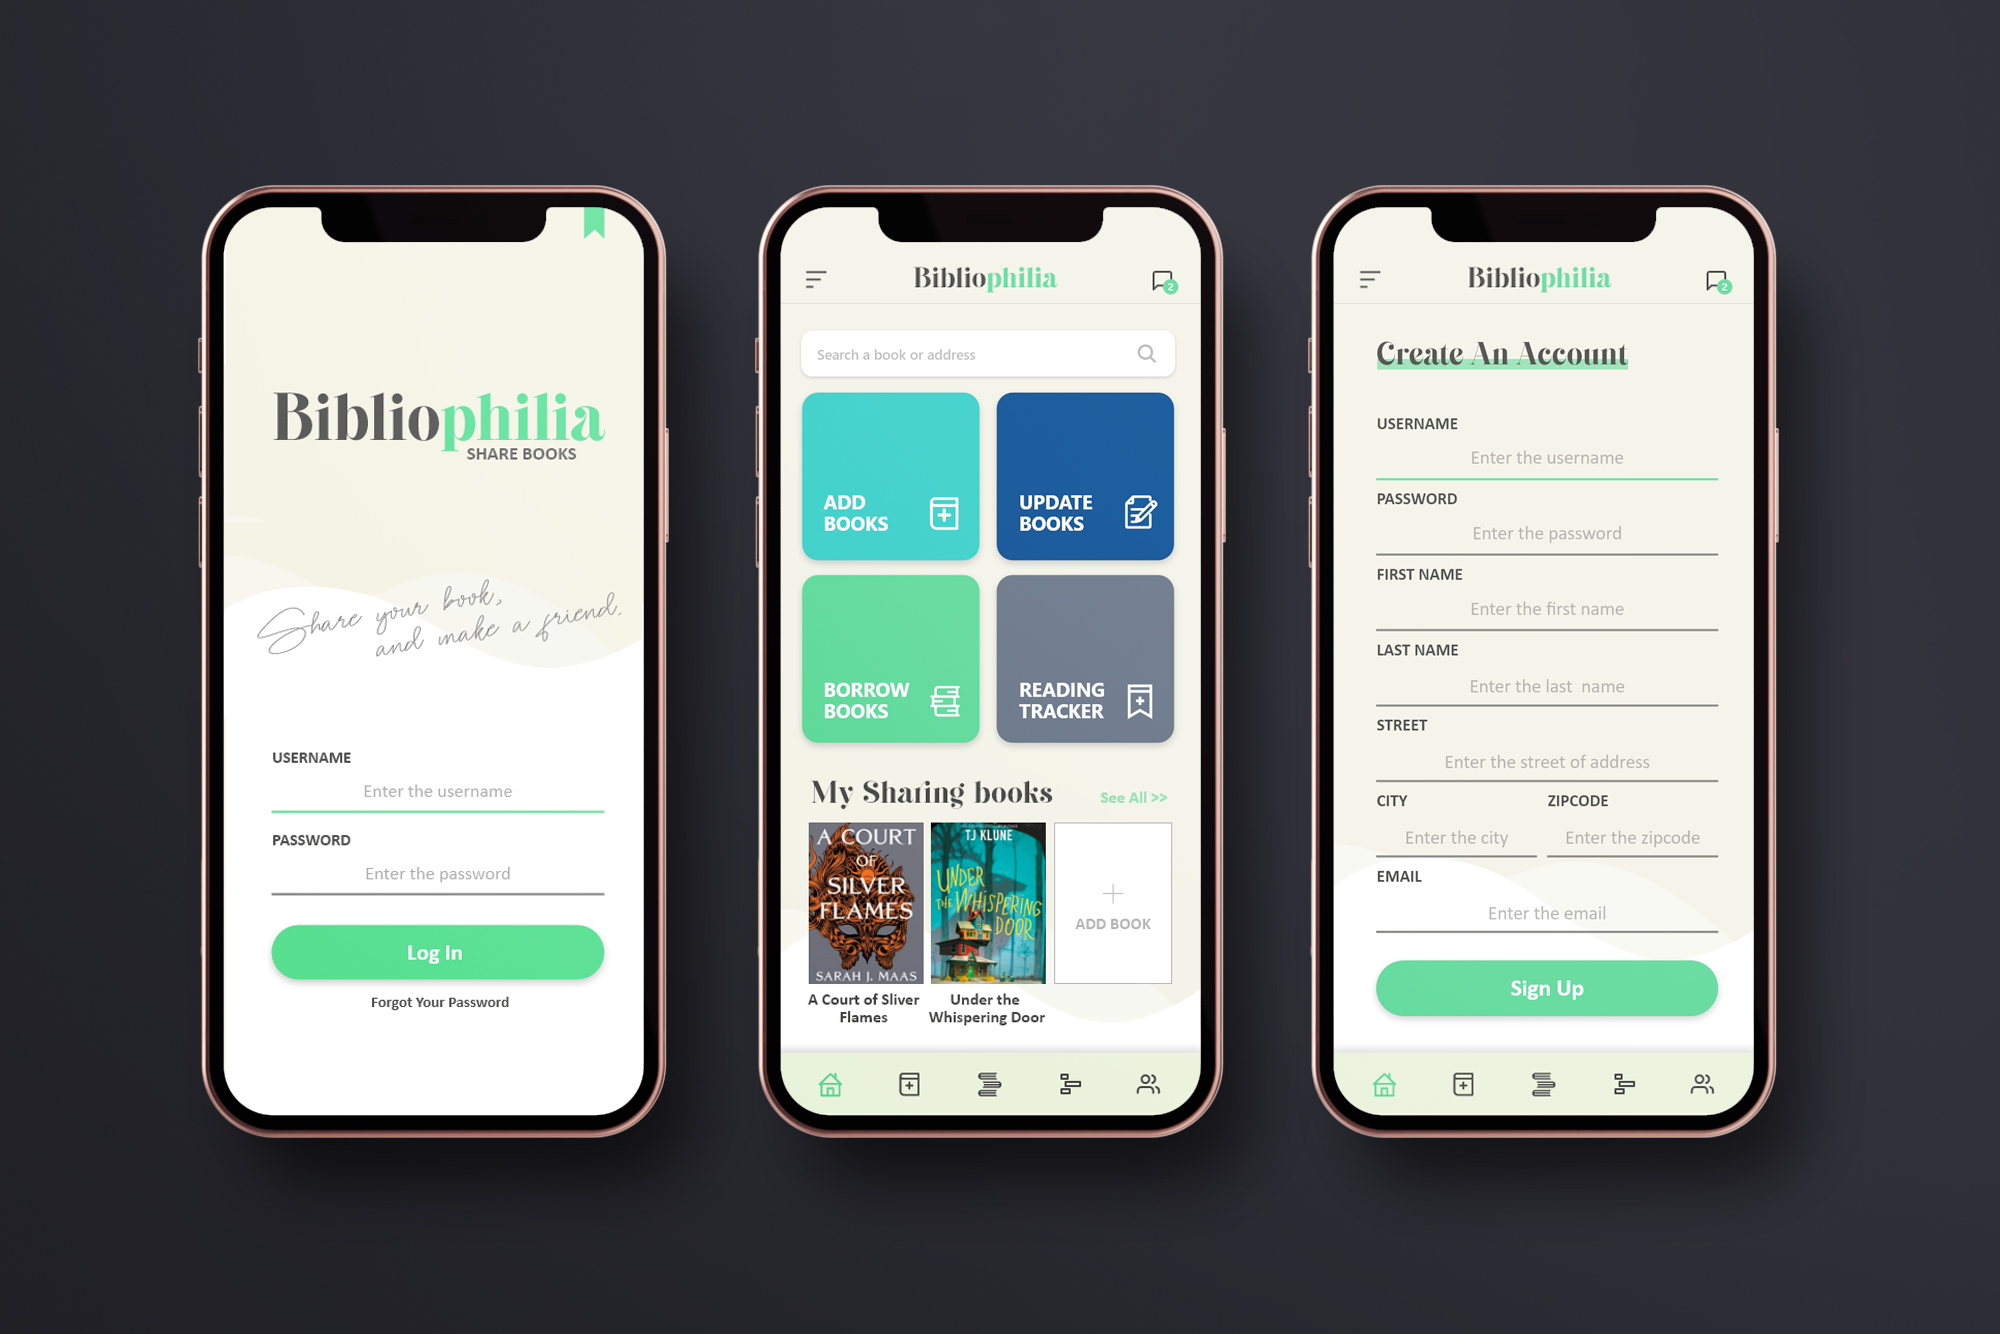 Bibliophilia
SHARE BOOKS
Share your book,
and make a friend.
USERNAME
Enter the username
PASSWORD
Enter the password
Log In
Forgot Your Password
Bibliophilia
2
Search a book or address
ADD
BOOKS
UPDATE
BOOKS
BORROW
BOOKS
READING
TRACKER
My Sharing books
See All >>
A COURT
OF
SILVER
FLAMES
SARAH J. MAAS
TJ KLUNE
UNDER
THE WHISPERING
DOOR
ADD BOOK
A Court of Sliver
Flames
Under the
Whispering Door
Bibliophilia
2
Create An Account
USERNAME
Enter the username
PASSWORD
Enter the password
FIRST NAME
Enter the first name
LAST NAME
Enter the last  name
STREET
Enter the street of address
CITY
ZIPCODE
Enter the city
Enter the zipcode
EMAIL
Enter the email
Sign Up